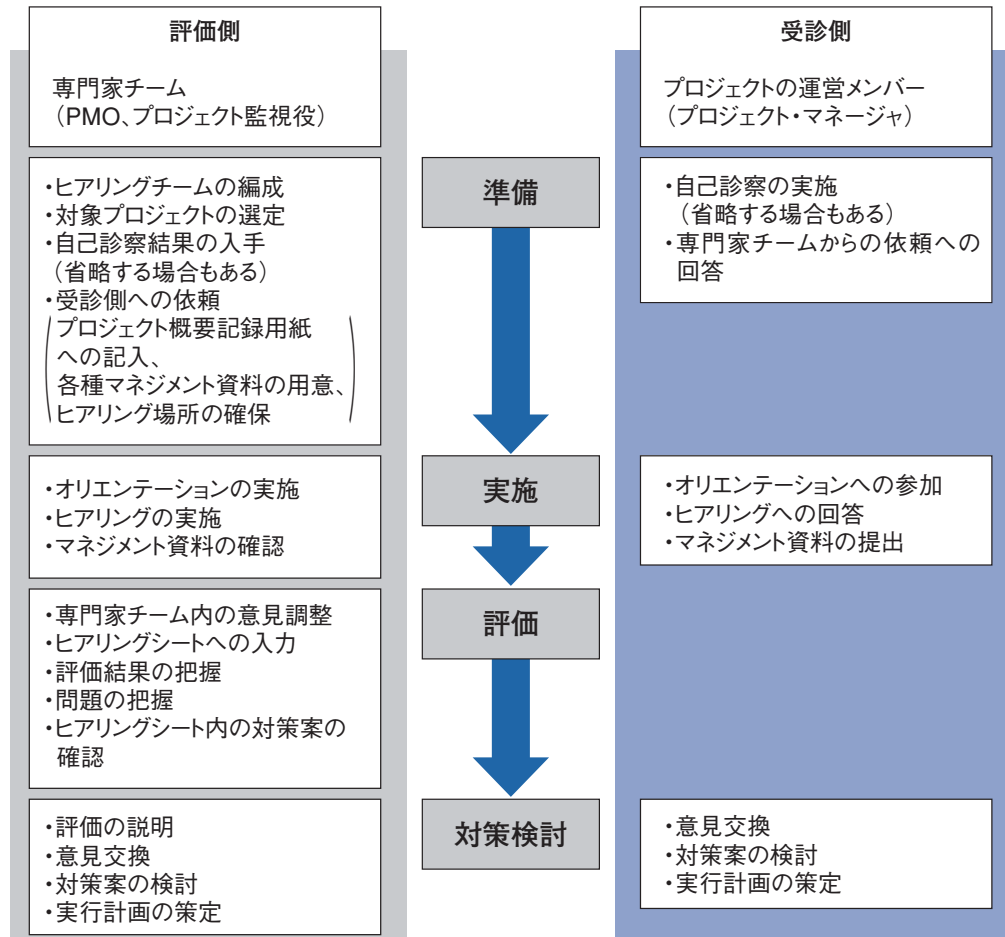 評価側
専門家チーム
（PMO、プロジェクト監視役）
受診側
プロジェクトの運営メンバー
（プロジェクト・マネージャ）
・ヒアリングチームの編成
・対象プロジェクトの選定
・自己診察結果の入手
（省略する場合もある）
・受診側への依頼
（プロジェクト概要記録用紙
への記入、
各種マネジメント資料の用意、
ヒアリング場所の確保）
準備
・自己診察の実施
（省略する場合もある）
・専門家チームからの依頼への
回答
・オリエンテーションの実施
・ヒアリングの実施
・マネジメント資料の確認
実施
・オリエンテーションへの参加
・ヒアリングへの回答
・マネジメント資料の提出
・専門家チーム内の意見調整
・ヒアリングシートへの入力
・評価結果の把握
・問題の把握
・ヒアリングシート内の対策案の
確認
評価
・評価の説明
・意見交換
・対策案の検討
・実行計画の策定
対策検討
・意見交換
・対策案の検討
・実行計画の策定